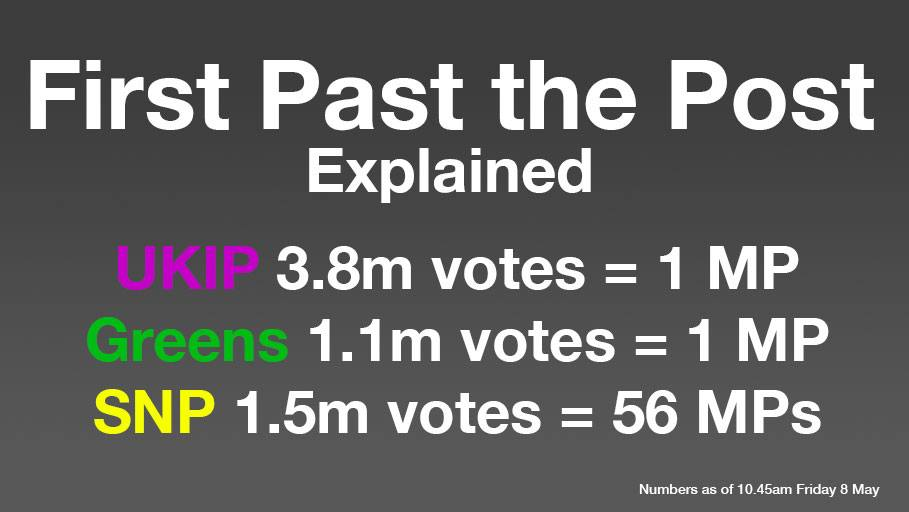 First Past the Post
Explained
UKIP 3.8m votes = 1 MP
Greens 1.1m votes = 1 MP
SNP 1.5m votes = 56 MPs
Numbers as of 10.45am Friday 8 May